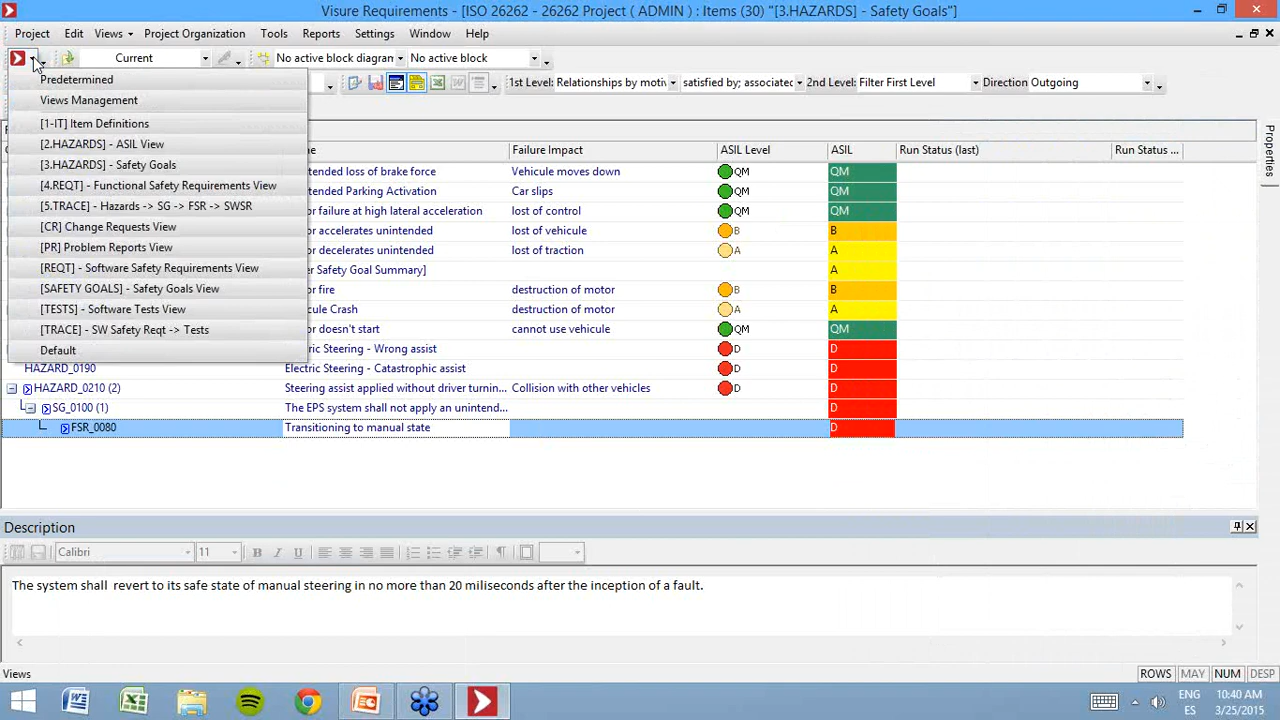 Visure Requirements - [ISO 26262 - 26262 Project ( ADMIN ) : Items (30) "[3.HAZARDS] - Safety Goals"]
Project Edit Views Project Organization Tools Reports Settings Window Help
Current No active block diagran No active block
Predetermined
1st Level: Relationships by motiv satisfied by; associatec 2nd Level: Filter First Level Direction Outgoing
Views Management
[1-IT] Item Definitions
[2.HAZARDS] - ASIL View
[3.HAZARDS] - Safety Goals
[4.REQT] - Functional Safety Requirements View
[5.TRACE] - Hazards -> SG -> FSR -> SWSR
[CR] Change Requests View
[PR] Problem Reports View
[REQT] - Software Safety Requirements View
[SAFETY GOALS] - Safety Goals View
[TESTS] - Software Tests View
[TRACE] - SW Safety Reqt -> Tests
Default
Failure Impact ASIL Level ASIL Run Status (last) Run Status ...
ntended loss of brake force Vehicule moves down QM QM
ntended Parking Activation Car slips QM QM
or failure at high lateral acceleration lost of control QM QM
or accelerates unintended lost of vehicule B B
or decelerates unintended lost of traction A A
er Safety Goal Summary] A
or fire destruction of motor B B
icule Crash destruction of motor A A
or doesn't start cannot use vehicule QM QM
tric Steering - Wrong assist D D
HAZARD_0190 Electric Steering - Catastrophic assist D D
HAZARD_0210 (2) Steering assist applied without driver turnin... Collision with other vehicles D D
SG_0100 (1) The EPS system shall not apply an unintend... D
FSR_0080 Transitioning to manual state D
Properties
Description
Calibri 11 B I U
The system shall revert to its safe state of manual steering in no more than 20 miliseconds after the inception of a fault.
Views ROWS MAY NUM DESP
ENG
ES
10:40 AM
3/25/2015